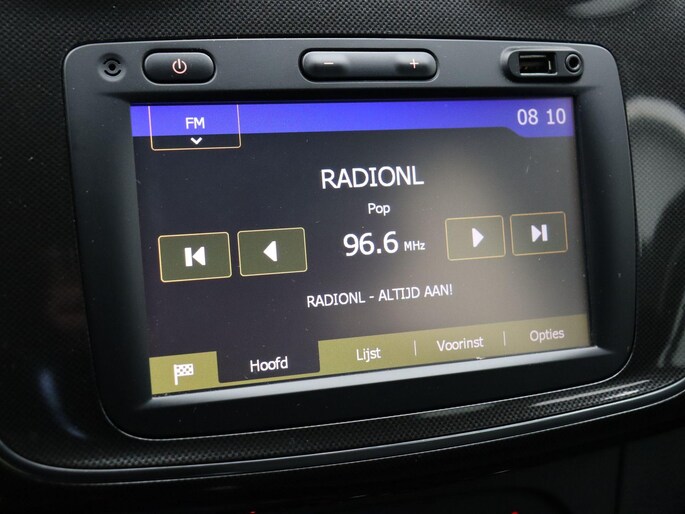 − +
FM
08 10
RADIONL
Pop
96.6 MHz
RADIONL - ALTIJD AAN!
Hoofd Lijst Voorinst Opties